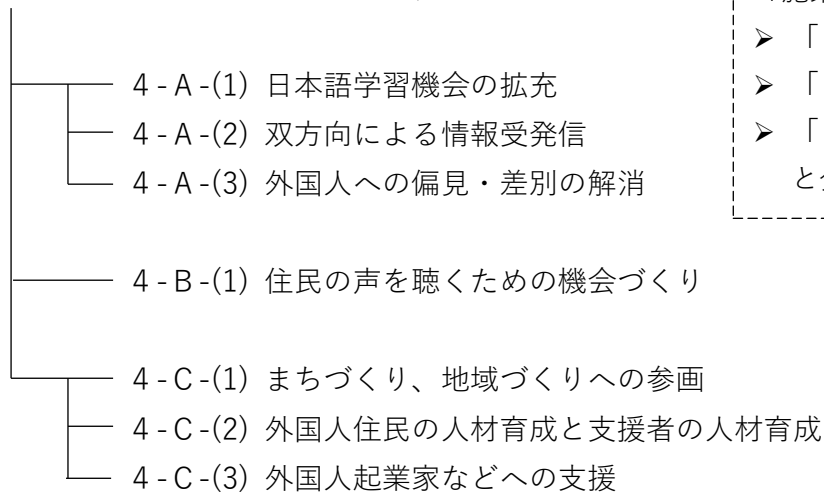 4-A-(1) 日本語学習機会の拡充
4-A-(2) 双方向による情報受発信
4-A-(3) 外国人への偏見・差別の解消
4-B-(1) 住民の声を聴くための機会づくり
4-C-(1) まちづくり、地域づくりへの参画
4-C-(2) 外国人住民の人材育成と支援者の人材育成
4-C-(3) 外国人起業家などへの支援
➢ 「
➢ 「
➢ 「
と